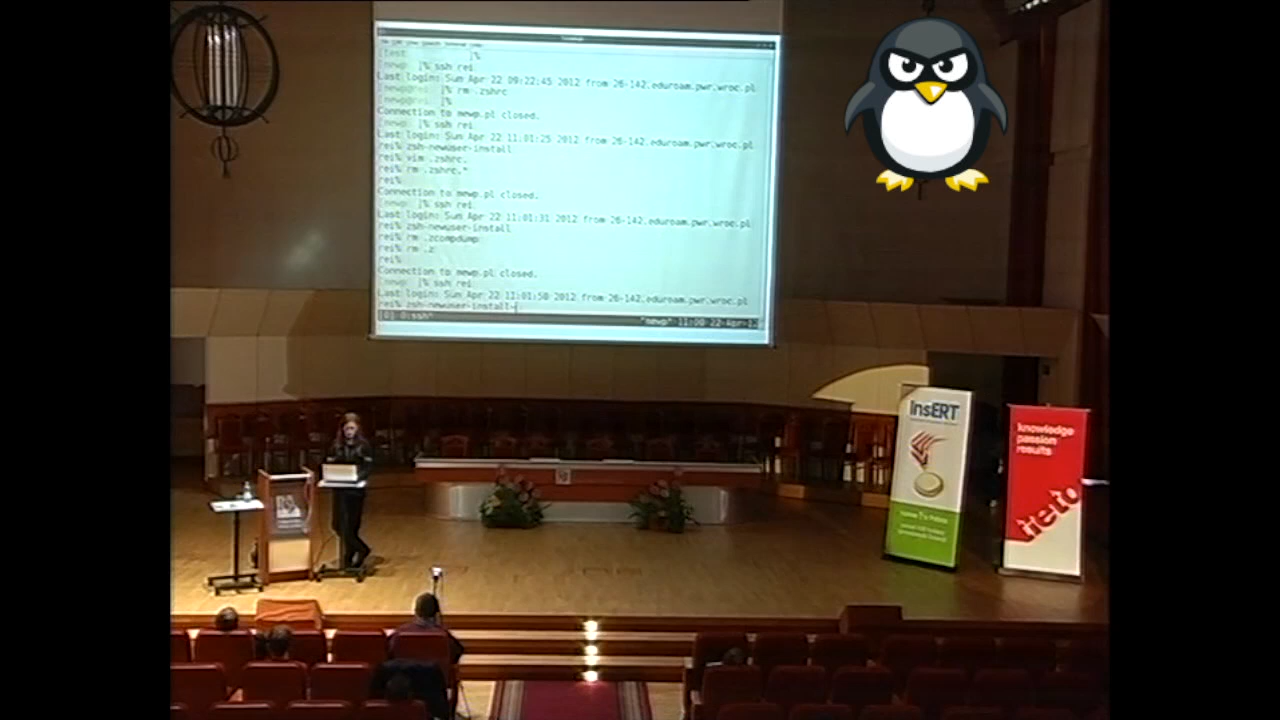 ]%
]% ssh rei
Last login: Sun Apr 22 09:22:45 2012 from 26-142.eduroam.pwr.wroc.pl
]% rm .zshrc
]%
Connection to newp.pl closed.
]% ssh rei
Last login: Sun Apr 22 11:01:25 2012 from 26-142.eduroam.pwr.wroc.pl
rei% zsh-newuser-install
rei% vim .zshrc.
rei% rm .zshrc.*
rei%
Connection to newp.pl closed.
]% ssh rei
Last login: Sun Apr 22 11:01:31 2012 from 26-142.eduroam.pwr.wroc.pl
rei% zsh-newuser-install
rei% rm .zcompdump
rei% rm .z
rei%
Connection to newp.pl closed.
]% ssh rei
Last login: Sun Apr 22 11:01:50 2012 from 26-142.eduroam.pwr.wroc.pl
rei% zsh-newuser-install
[0] 0:ssh*
InsERT
knowledge
passion
results
tieto